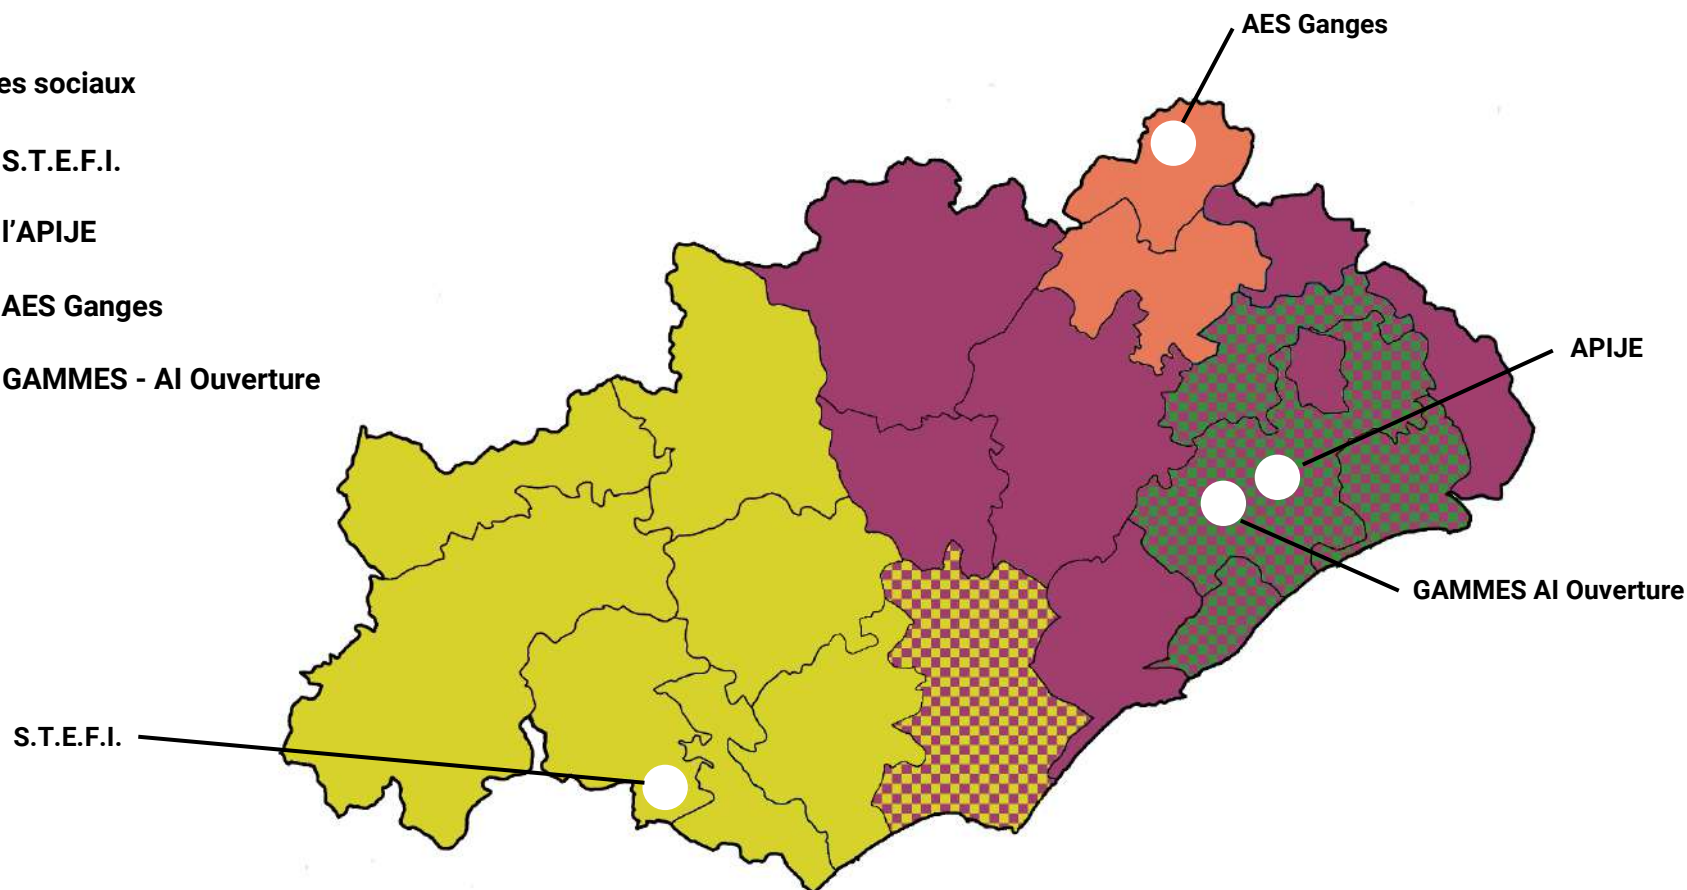 AES Ganges
es sociaux
S.T.E.F.I.
l’APIJE
AES Ganges
APIJE
GAMMES - AI Ouverture
GAMMES AI Ouverture
S.T.E.F.I.